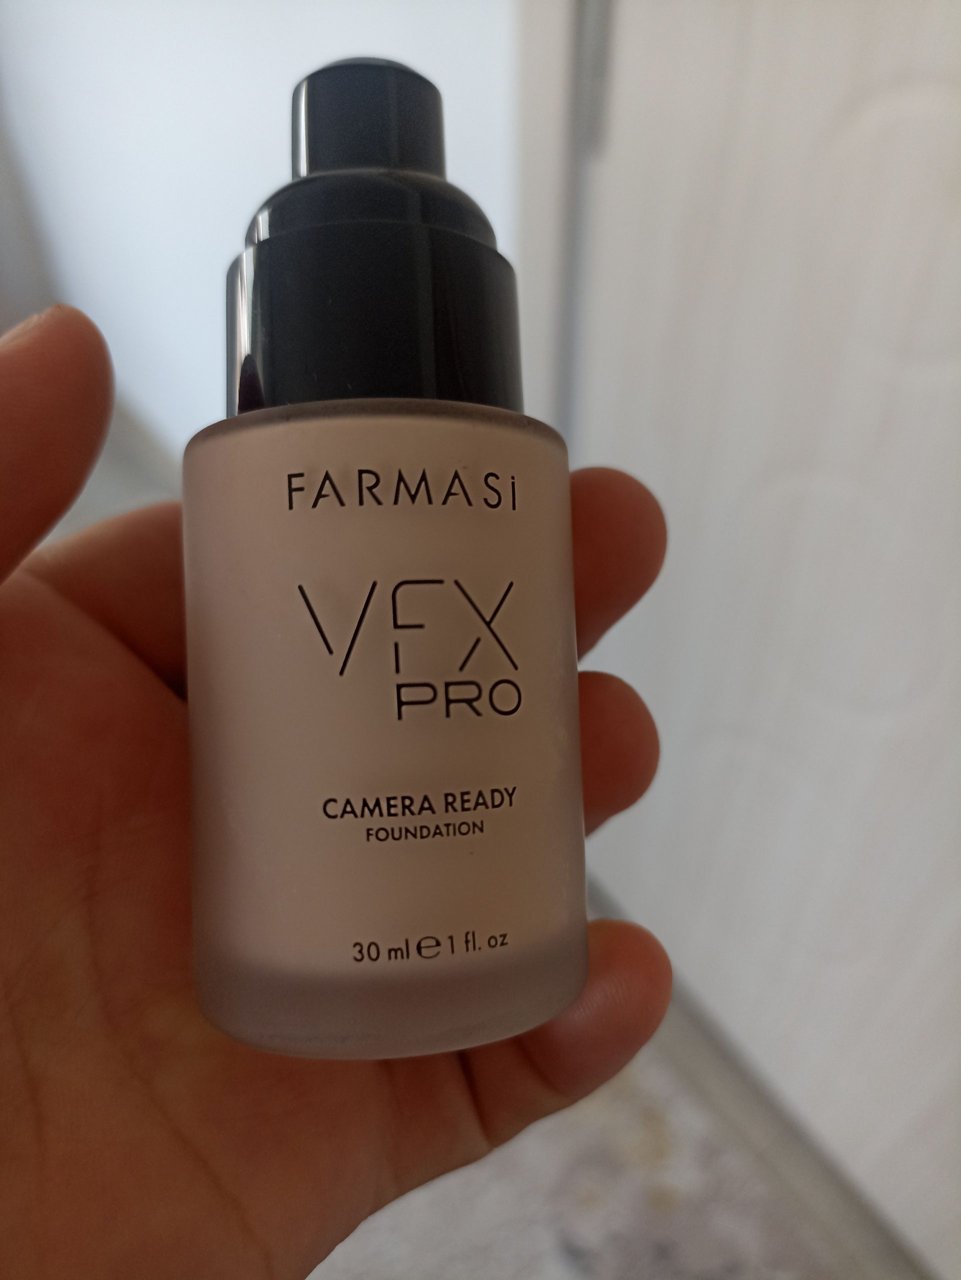 FARMASi
VFX
PRO
CAMERA READY
FOUNDATION
30 ml ℮ 1 fl. oz